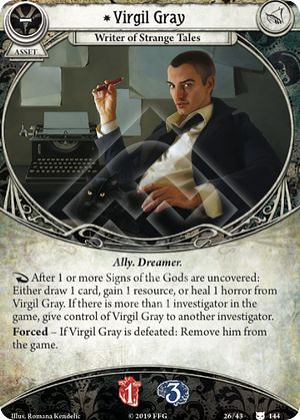 Virgil Gray
Writer of Strange Tales
ASSET
Ally. Dreamer.
After 1 or more Signs of the Gods are uncovered:
Either draw 1 card, gain 1 resource, or heal 1 horror from
Virgil Gray. If there is more than 1 investigator in the
game, give control of Virgil Gray to another investigator.
Forced – If Virgil Gray is defeated: Remove him from
the game.
1 3
Illus. Romana Kendelic © 2019 FFG 26/43 144